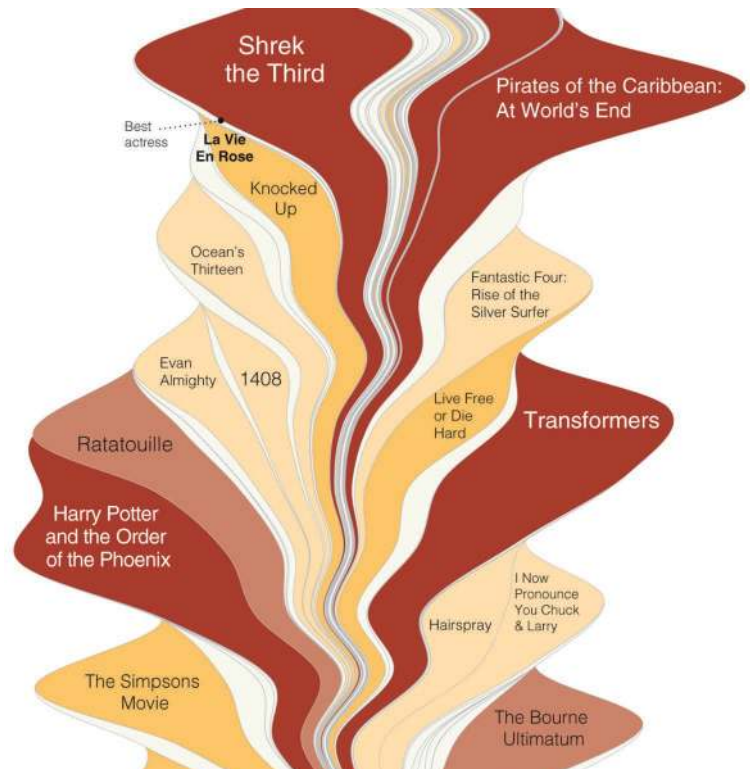 Shrek
the Third
Pirates of the Caribbean:
At World's End
Best
actress
La Vie
En Rose
Knocked
Up
Ocean's
Thirteen
Fantastic Four:
Rise of the
Silver Surfer
Evan
Almighty
1408
Live Free
or Die
Hard
Transformers
Ratatouille
Harry Potter
and the Order
of the Phoenix
I Now
Pronounce
You Chuck
& Larry
Hairspray
The Simpsons
Movie
The Bourne
Ultimatum